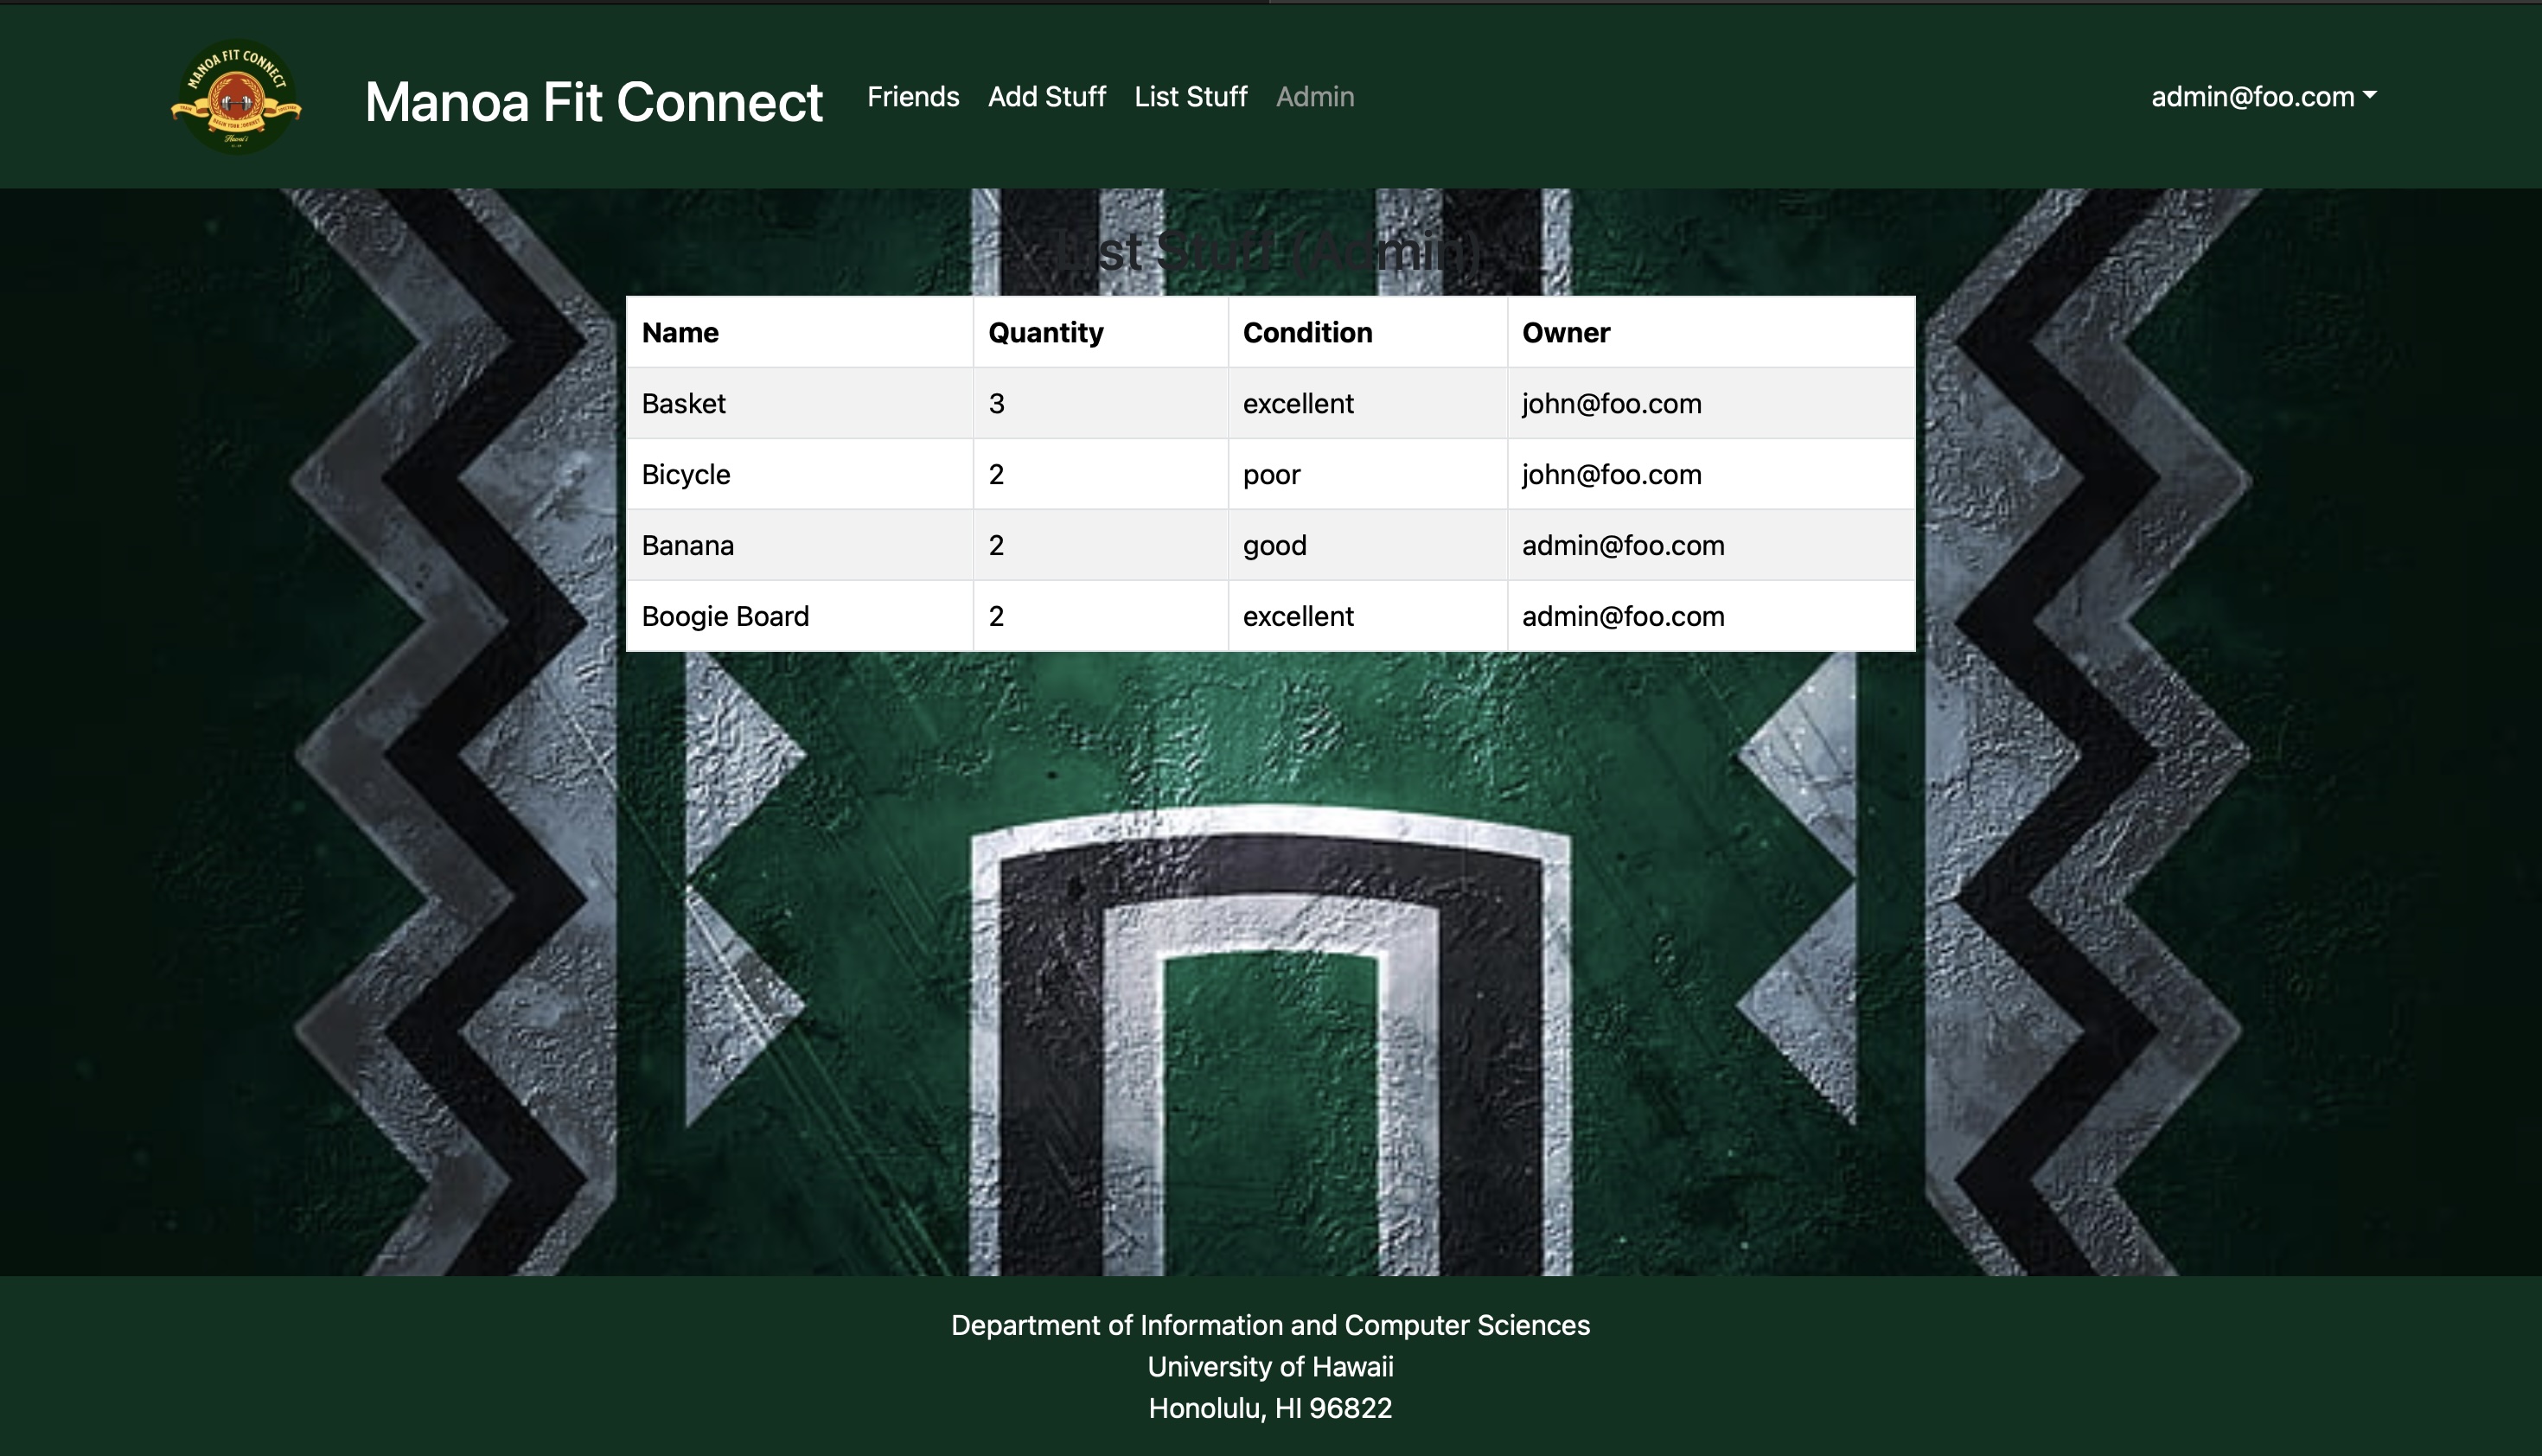 MANOA FIT CONNECT
Manoa Fit Connect Friends Add Stuff List Stuff Admin admin@foo.com
Hawai'i
List Stuff (Admin)
Name Quantity Condition Owner
Basket 3 excellent john@foo.com
Bicycle 2 poor john@foo.com
Banana 2 good admin@foo.com
Boogie Board 2 excellent admin@foo.com
Department of Information and Computer Sciences
University of Hawaii
Honolulu, HI 96822